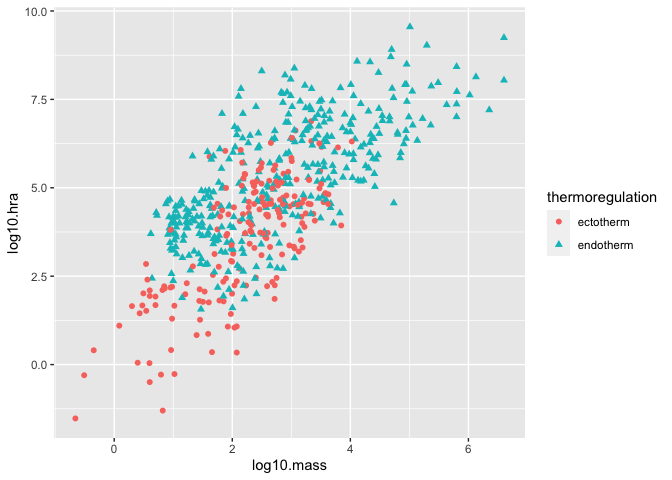 10.0
7.5
5.0
2.5
0.0
log10.hra
0 2 4 6
log10.mass
thermoregulation
ectotherm
endotherm